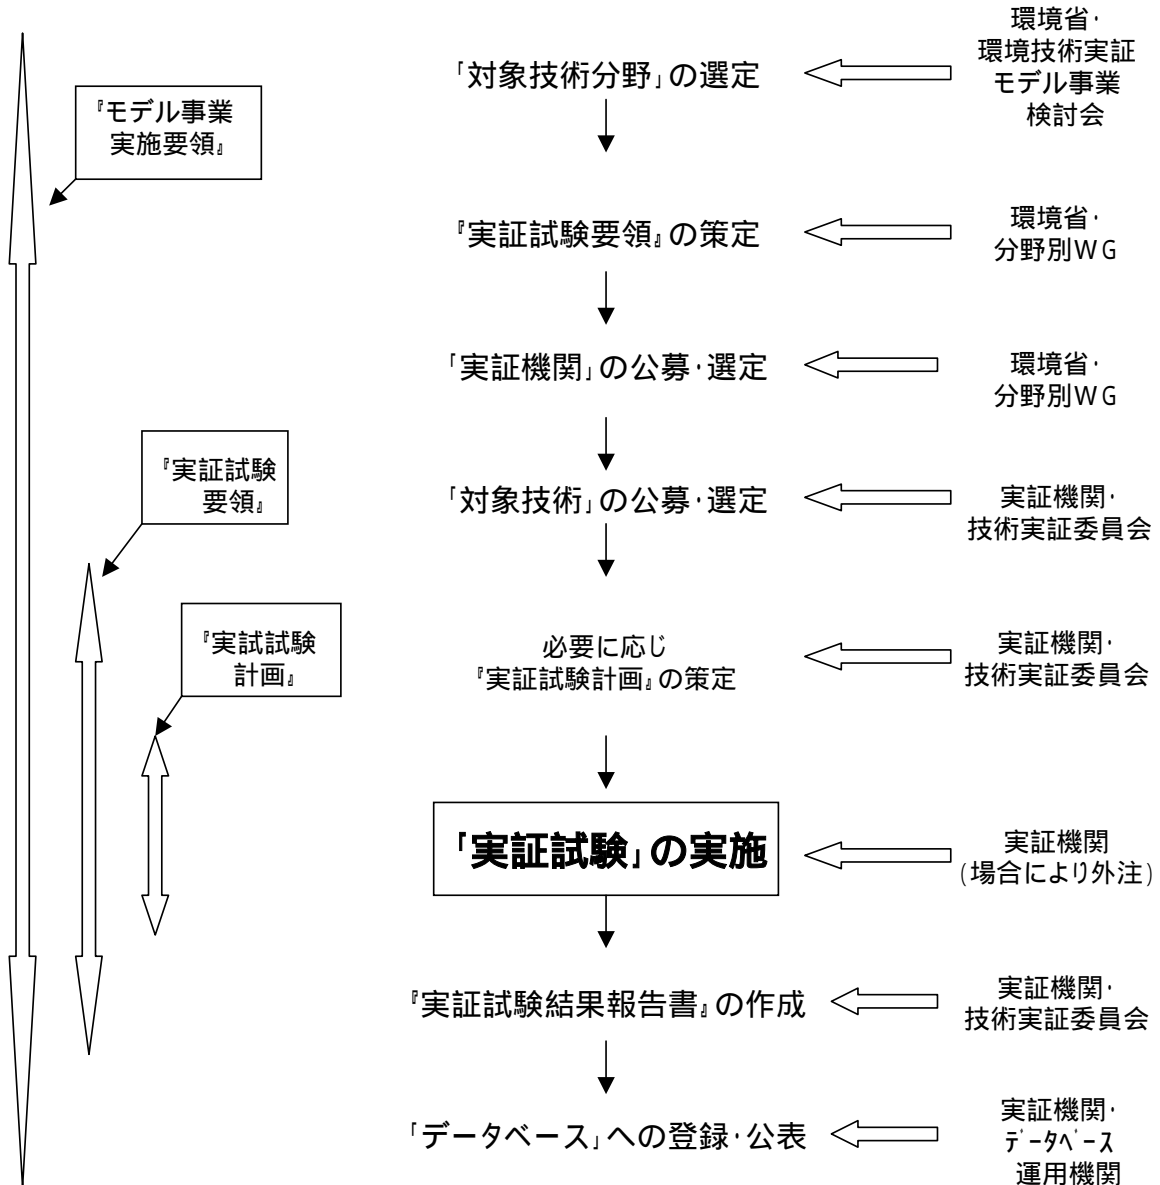 「対象技術分野」の選定
環境省・
環境技術実証
モデル事業
検討会
『モデル事業
実施要領』
『実証試験要領』の策定
環境省・
分野別WG
「実証機関」の公募・選定
環境省・
分野別WG
『実証試験
要領』
「対象技術」の公募・選定
実証機関・
技術実証委員会
『実試試験
計画』
必要に応じ
『実証試験計画』の策定
実証機関・
技術実証委員会
「実証試験」の実施
実証機関
(場合により外注)
『実証試験結果報告書』の作成
実証機関・
技術実証委員会
「データベース」への登録・公表
実証機関・
ﾃﾞｰﾀﾍﾞｰｽ
運用機関